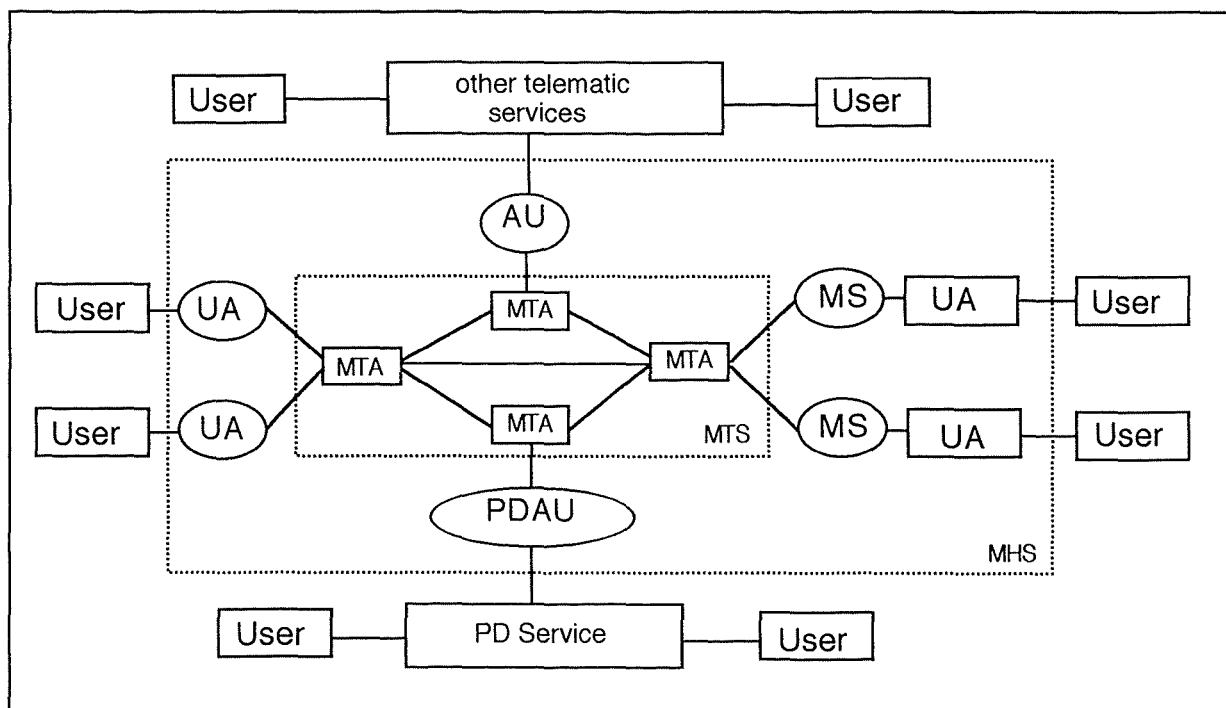 other telematic
services
User
User
AU
User
UA
MTA
MS
UA
User
MTA
MTA
User
UA
MTA
MTS
MS
UA
User
PDAU
MHS
User
PD Service
User